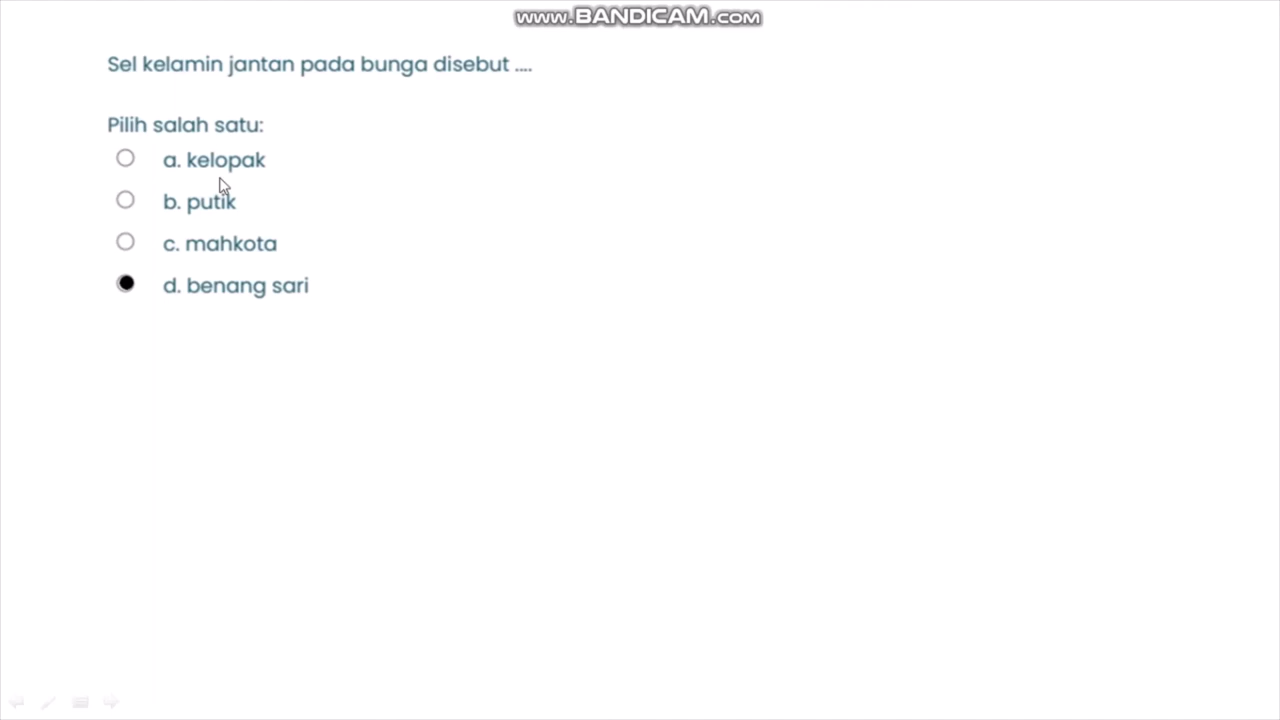 www.BANDICAM.com
Sel kelamin jantan pada bunga disebut ....
Pilih salah satu:
a. kelopak
b. putik
c. mahkota
d. benang sari